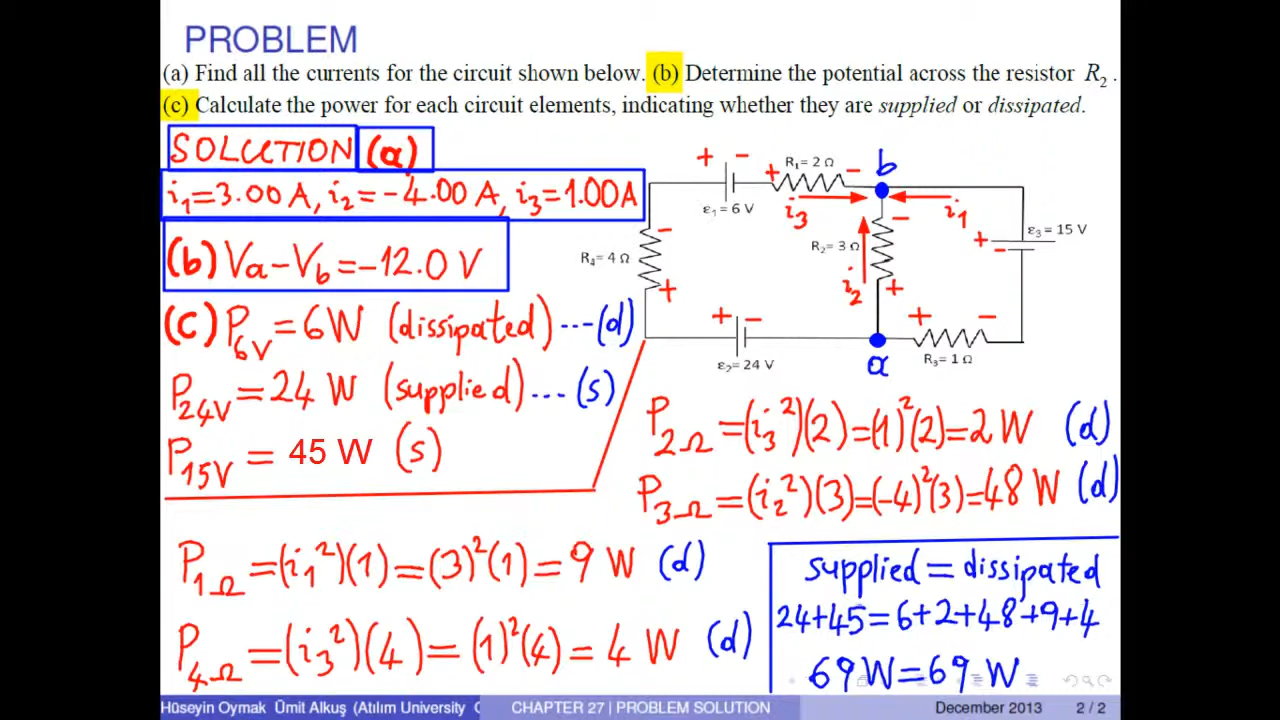 PROBLEM
(a) Find all the currents for the circuit shown below. (b) Determine the potential across the resistor R₂.
(c) Calculate the power for each circuit elements, indicating whether they are supplied or dissipated.
SOLUTION (a)
i₁=3.00 A, i₂=-4.00 A, i₃=1.00A
(b) Va-Vb=-12.0 V
(c) P6V = 6W (dissipated)---(d)
P24V = 24 W (supplied)---(s)
P15V = 45 W (s)
+ - R₁= 2 Ω b
+ -
ε₁= 6 V i₃ i₁
- R₄= 4 Ω +
R₂= 3 Ω - i₂ +
ε₃= 15 V + -
+ - ε₂= 24 V
a
+ - R₃= 1 Ω
P2Ω =(i₃²)(2)=(1)²(2)=2 W (d)
P3Ω =(i₂²)(3)=(-4)²(3)=48 W (d)
P1Ω =(i₁²)(1)=(3)²(1)= 9 W (d)
P4Ω =(i₃²)(4)=(1)²(4)= 4 W (d)
supplied = dissipated
24+45=6+2+48+9+4
69W=69 W
Hüseyin Oymak Ümit Alkuş (Atılım University
CHAPTER 27 | PROBLEM SOLUTION
December 2013
2 / 2